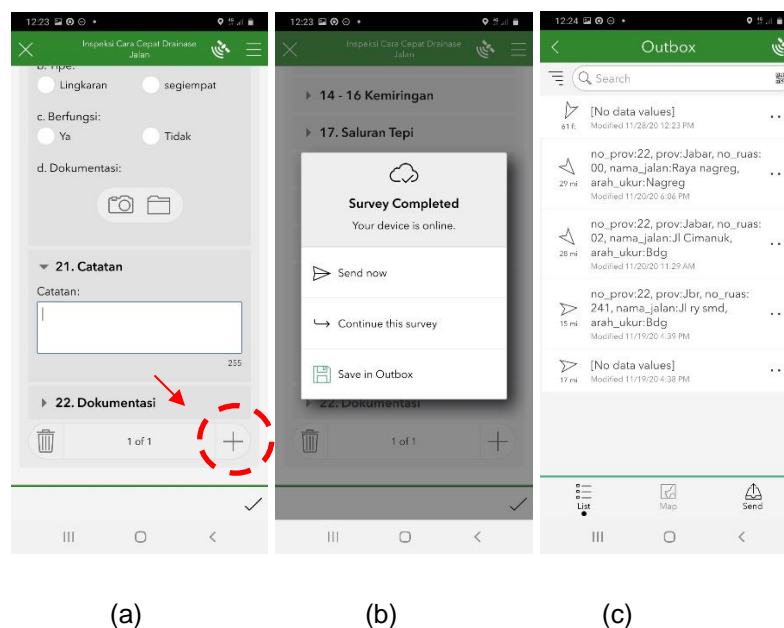 12:23
Inspeksi Cara Cepat Drainase
Jalan
b. Tipe:
Lingkaran
segiempat
c. Berfungsi:
Ya
Tidak
d. Dokumentasi:
21. Catatan
Catatan:
255
22. Dokumentasi
1 of 1
(a)
12:23
Inspeksi Cara Cepat Drainase
Jalan
14 - 16 Kemiringan
17. Saluran Tepi
Survey Completed
Your device is online.
Send now
Continue this survey
Save in Outbox
22. Dokumentasi
1 of 1
(b)
12:24
Outbox
Search
[No data values]
61 ft
Modified 11/28/20 12:23 PM
no_prov:22, prov:Jabar, no_ruas:
00, nama_jalan:Raya nagreg,
29 mi
arah_ukur:Nagreg
Modified 11/20/20 6:06 PM
no_prov:22, prov:Jabar, no_ruas:
02, nama_jalan:Jl Cimanuk,
28 mi
arah_ukur:Bdg
Modified 11/20/20 11:29 AM
no_prov:22, prov:Jbr, no_ruas:
241, nama_jalan:Jl ry smd,
15 mi
arah_ukur:Bdg
Modified 11/19/20 4:39 PM
[No data values]
17 mi
Modified 11/19/20 4:38 PM
List
Map
Send
(c)